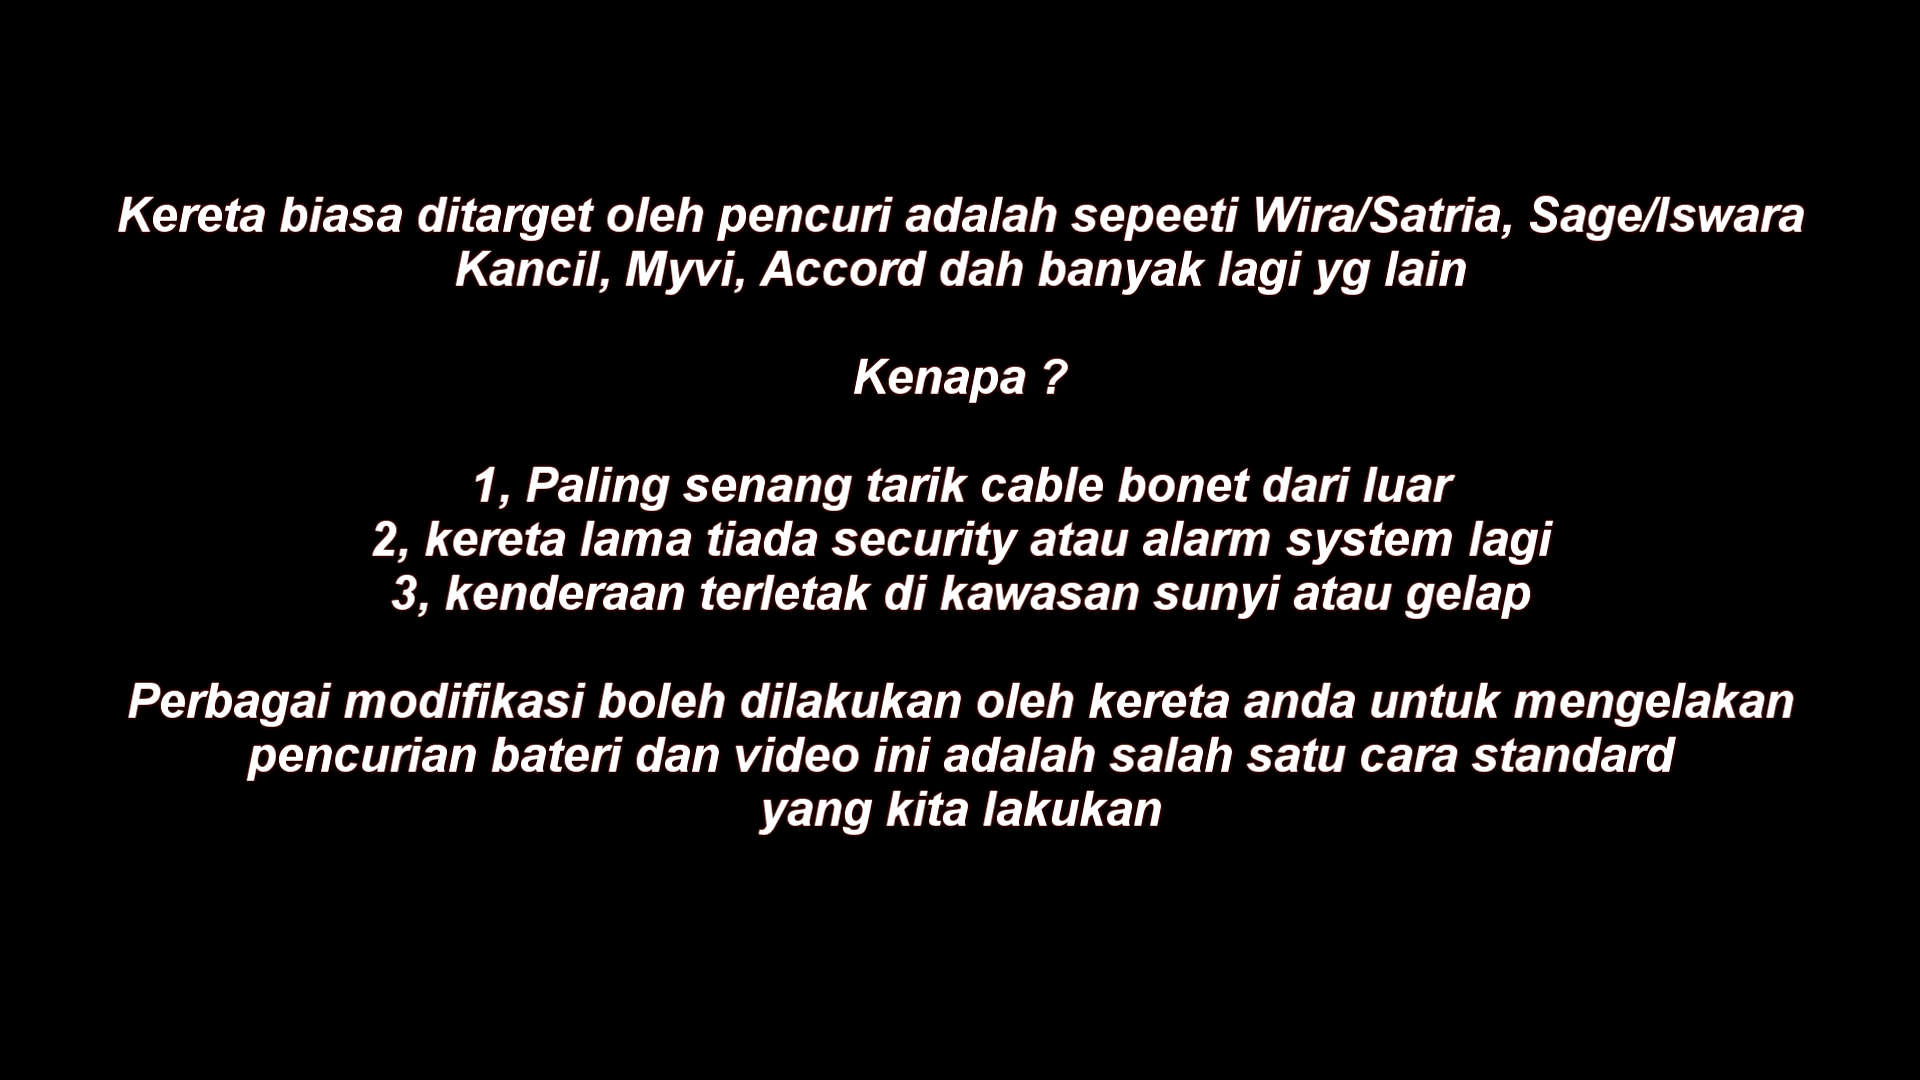 Kereta biasa ditarget oleh pencuri adalah sepeeti Wira/Satria, Sage/Iswara
Kancil, Myvi, Accord dah banyak lagi yg lain
Kenapa ?
1, Paling senang tarik cable bonet dari luar
2, kereta lama tiada security atau alarm system lagi
3, kenderaan terletak di kawasan sunyi atau gelap
Perbagai modifikasi boleh dilakukan oleh kereta anda untuk mengelakan
pencurian bateri dan video ini adalah salah satu cara standard
yang kita lakukan